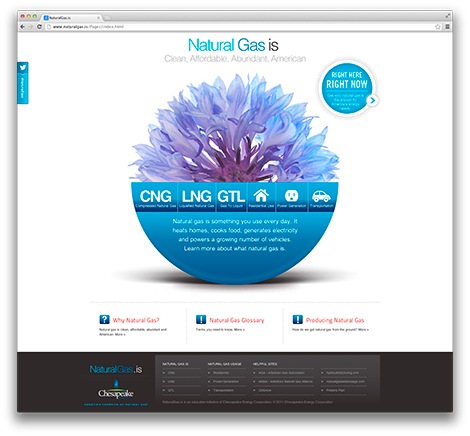 NaturalGas.is
www.naturalgas.is/Pages/index.html
Natural Gas is
Clean, Affordable, Abundant, American
RIGHT HERE
RIGHT NOW
CNG LNG GTL
Compressed Natural Gas Liquefied Natural Gas Gas To Liquid Residential Use Power Generation Transportation
Natural gas is something you use every day. It
heats homes, cooks food, generates electricity
and powers a growing number of vehicles.
Learn more about what natural gas is.
? Why Natural Gas?
Natural gas is clean, affordable, abundant and
American. More »
! Natural Gas Glossary
Terms you need to know. More »
! Producing Natural Gas
How do we get natural gas from the ground? More »
NaturalGas.is
Chesapeake
NATURAL GAS IS
CNG
LNG
GTL
NATURAL GAS USAGE
Residential
Power Generation
Transportation
HELPFUL SITES